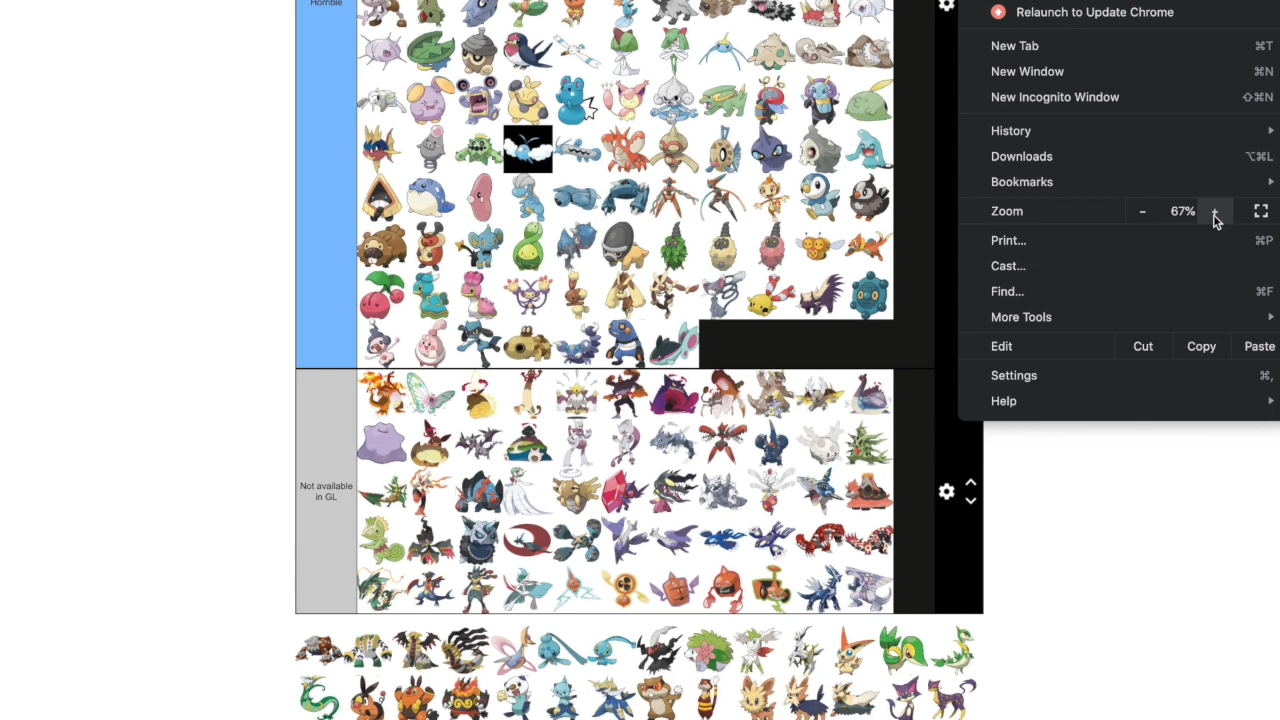 Horrible
Not available
in GL
Relaunch to Update Chrome
New Tab ⌘T
New Window ⌘N
New Incognito Window ⇧⌘N
History
Downloads ⌥⌘L
Bookmarks
Zoom - 67% +
Print... ⌘P
Cast...
Find... ⌘F
More Tools
Edit Cut Copy Paste
Settings ⌘,
Help